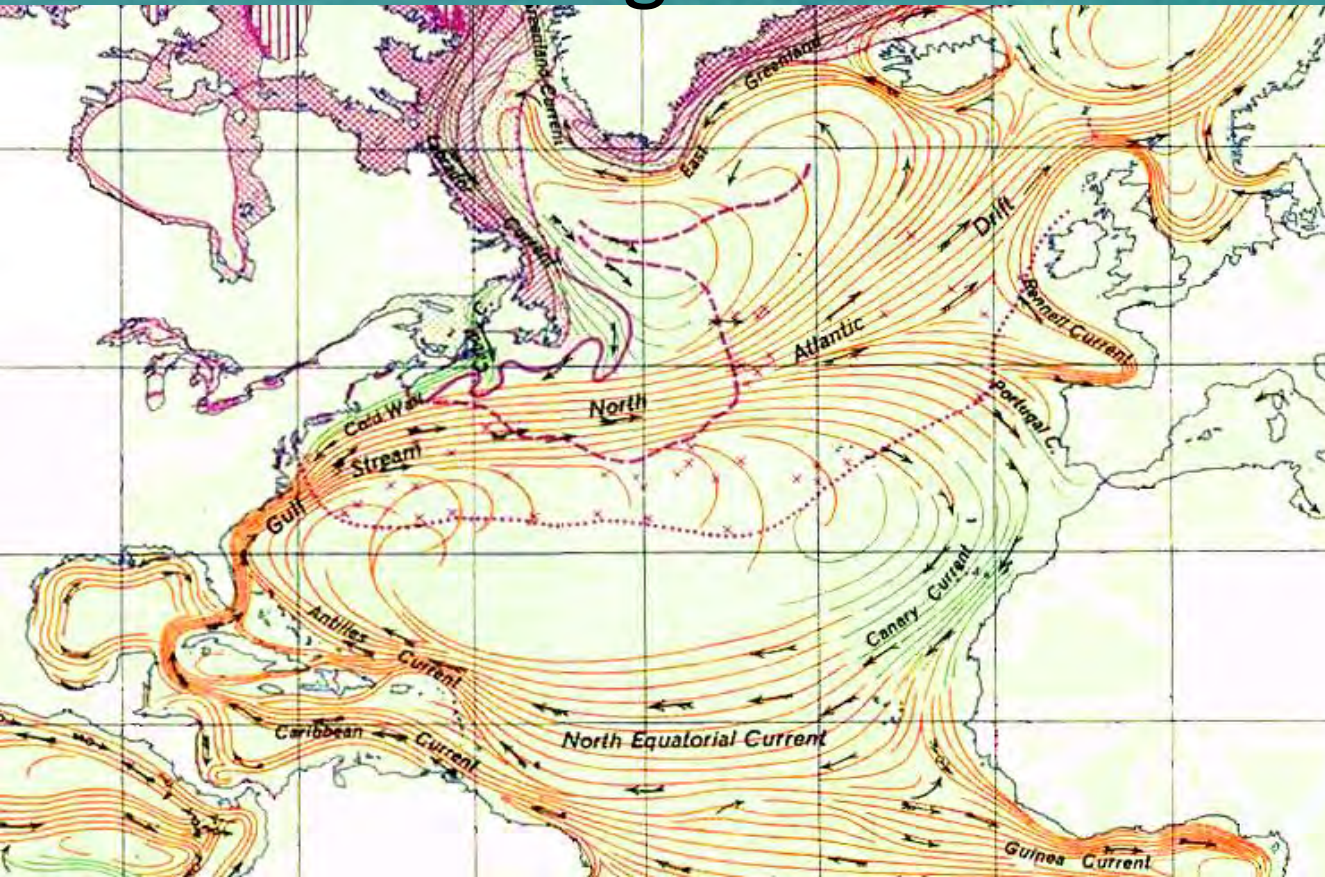 Greenland Current
Greenland
East
Labrador
Current
Drift
Rennell Current
Atlantic
North
Portugal C.
Cold Wall
Stream
Gulf
Canary Current
Antilles
Current
Caribbean Current
North Equatorial Current
Guinea Current